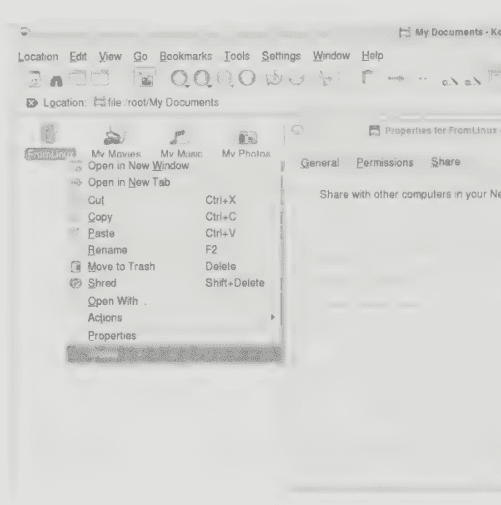 My Documents - Ko
Location Edit View Go Bookmarks Tools Settings Window Help
Location: file:/root/My Documents
FromLinux My Movies My Music My Photos
Properties for FromLinux -
General Permissions Share
Share with other computers in your Ne
Open in New Window
Open in New Tab
Cut Ctrl+X
Copy Ctrl+C
Paste Ctrl+V
Rename F2
Move to Trash Delete
Shred Shift+Delete
Open With
Actions
Properties